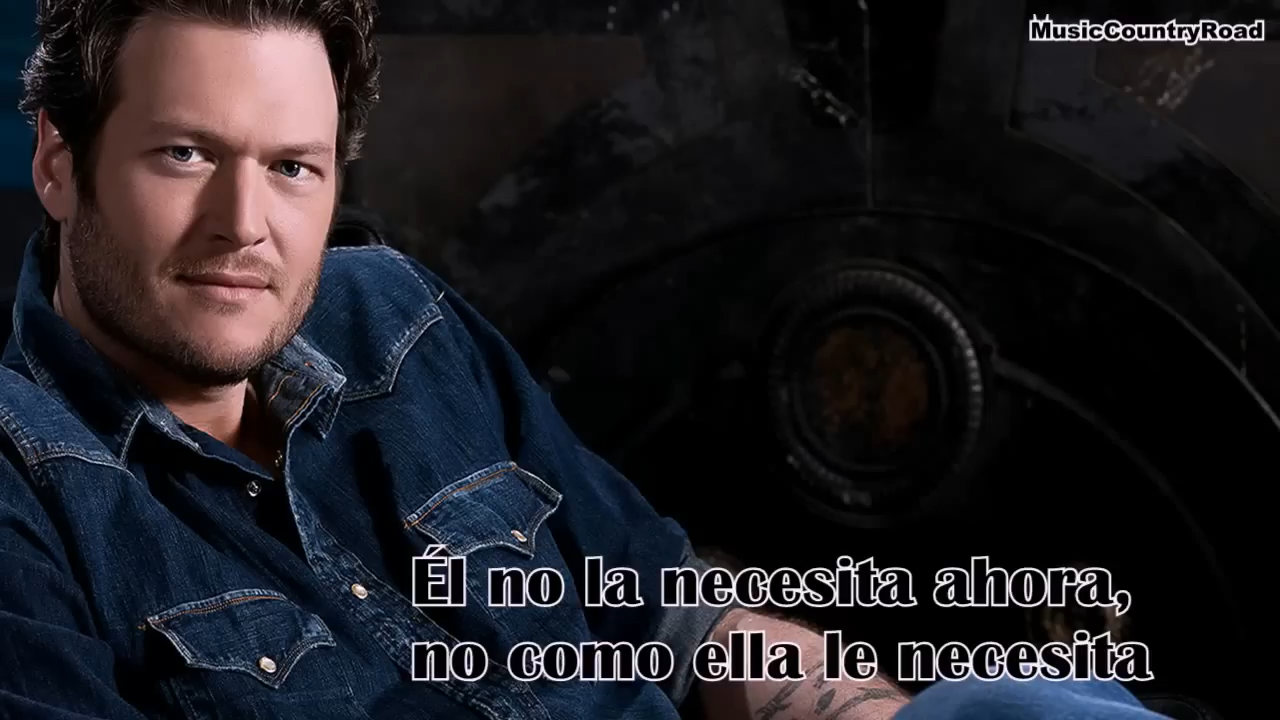 MusicCountryRoad
Él no la necesita ahora,
no como ella le necesita